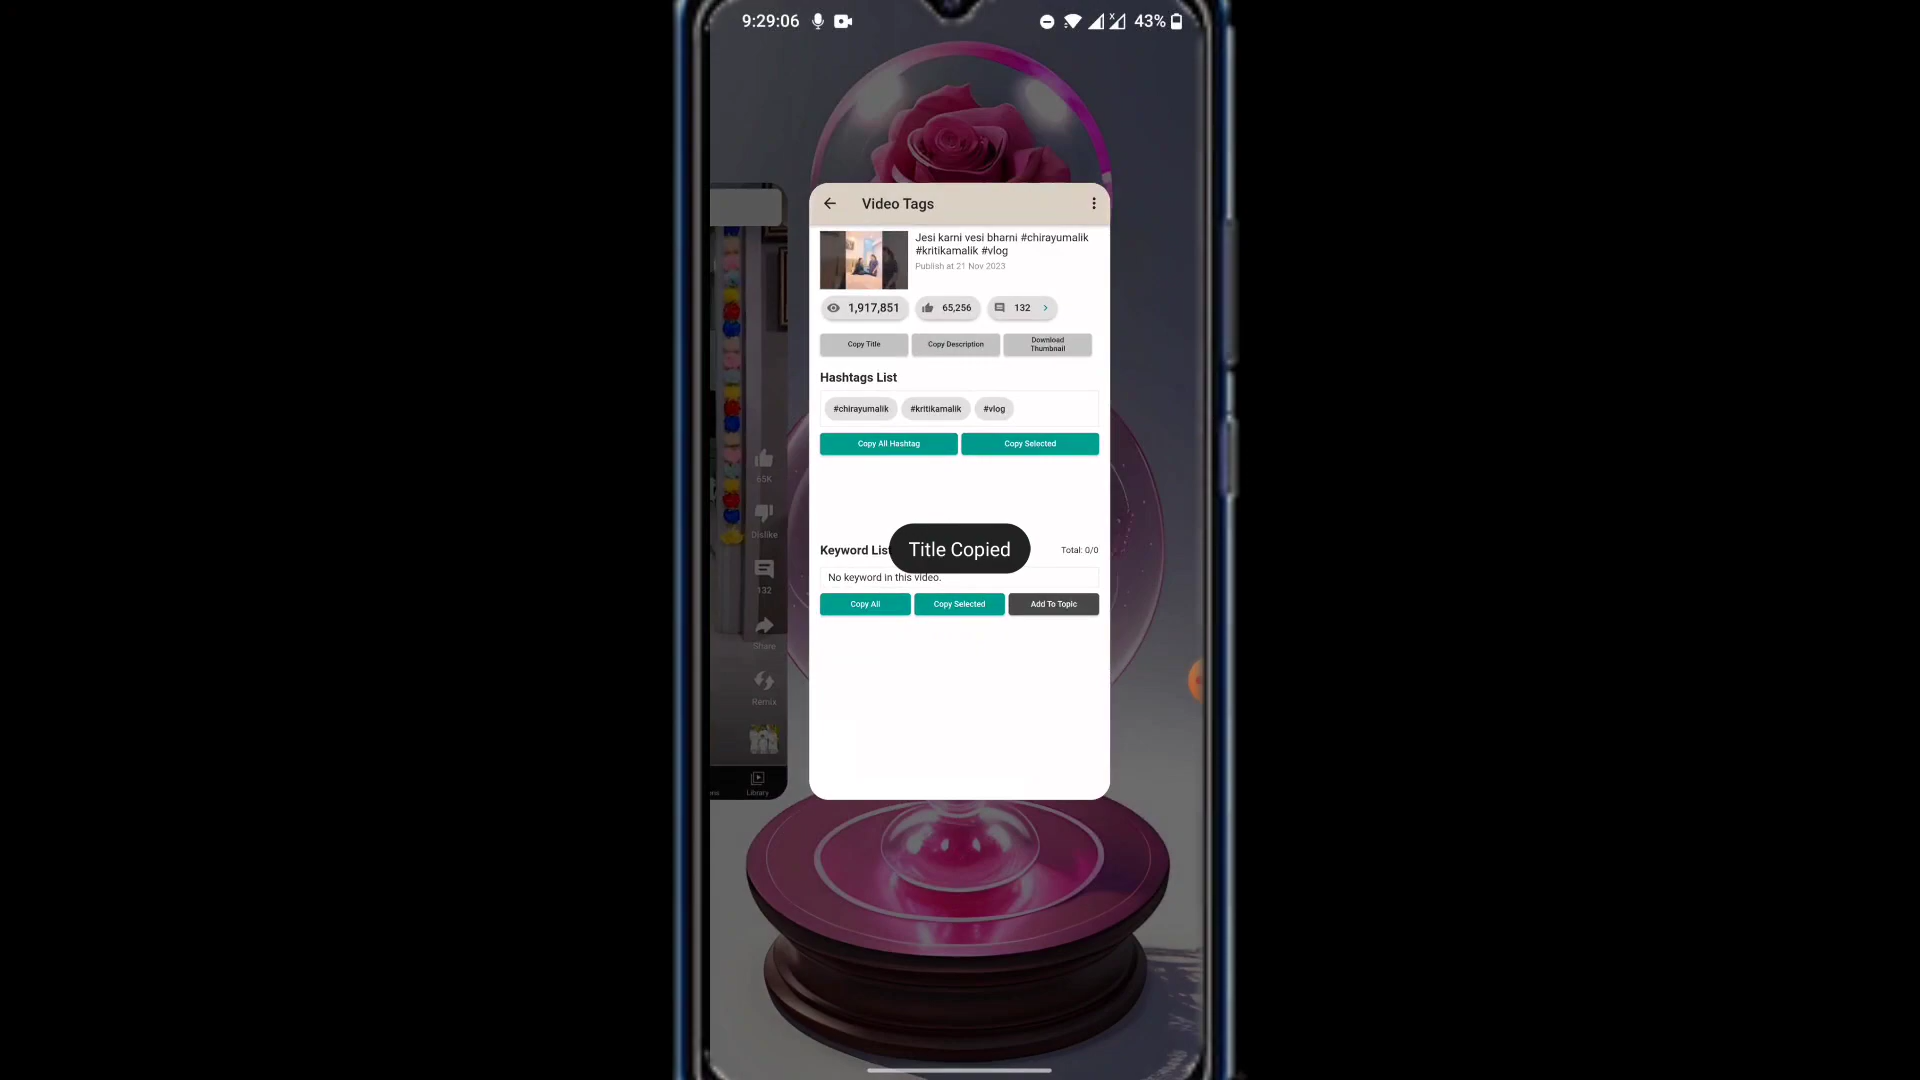 9:29:06
43%
Video Tags
Jesi karni vesi bharni #chirayumalik
#kritikamalik #vlog
Publish at 21 Nov 2023
1,917,851
65,256
132
Copy Title
Copy Description
Download
Thumbnail
Hashtags List
#chirayumalik
#kritikamalik
#vlog
Copy All Hashtag
Copy Selected
65K
Dislike
132
Share
Remix
Library
Title Copied
Keyword List
Total: 0/0
No keyword in this video.
Copy All
Copy Selected
Add To Topic